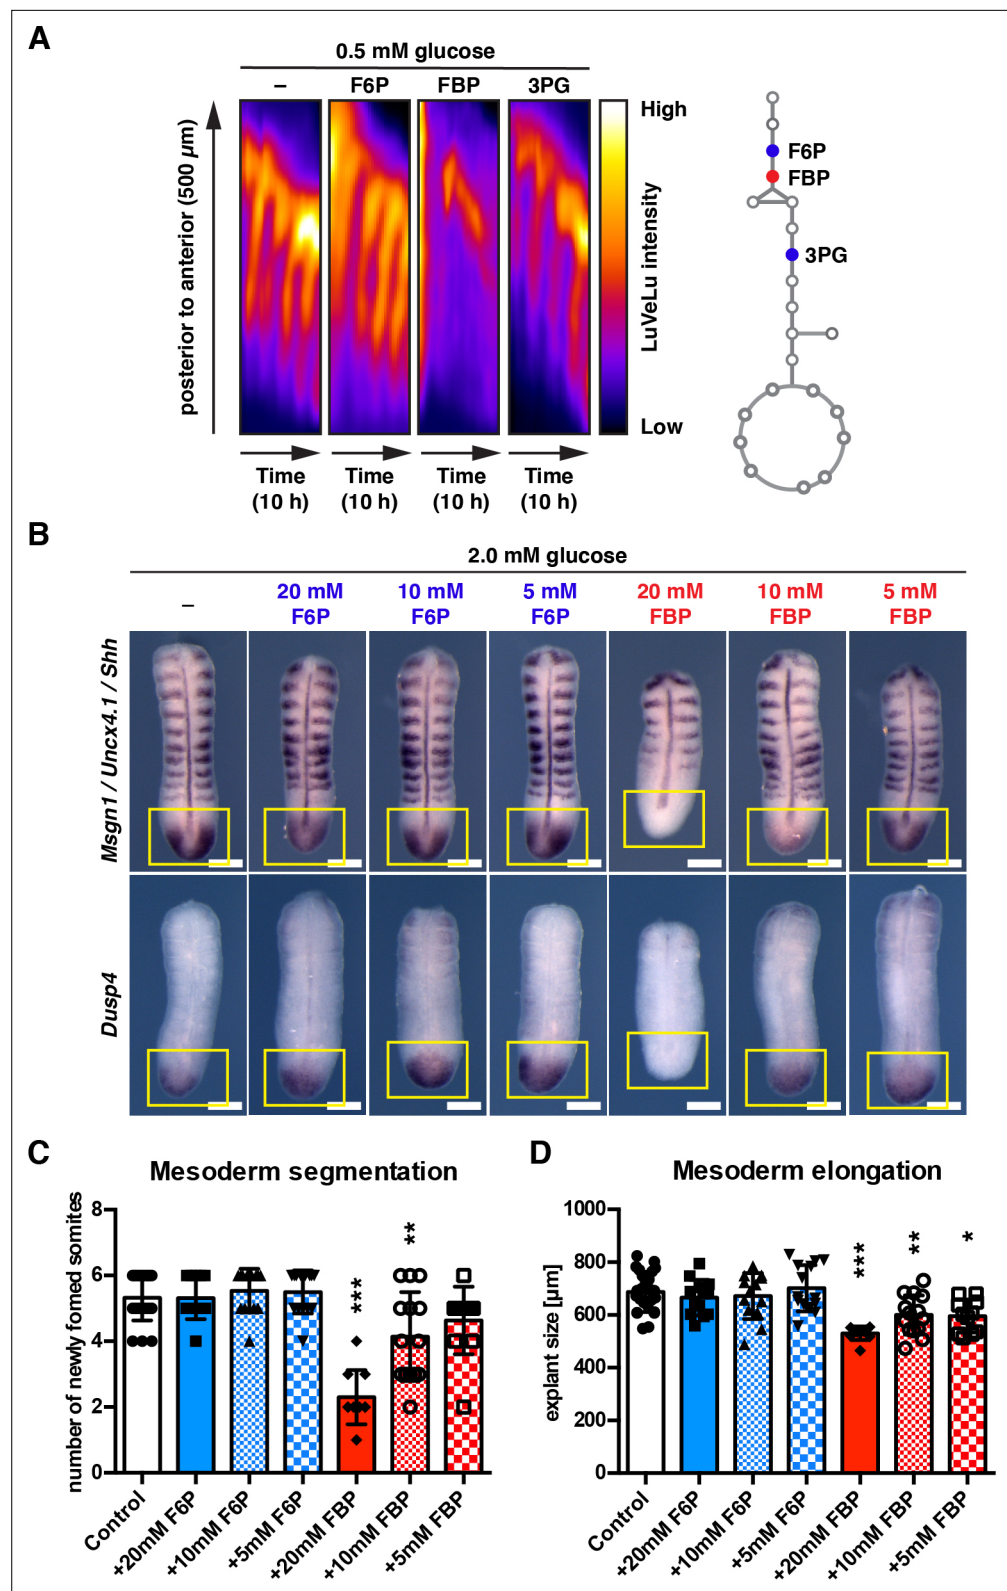 A
0.5 mM glucose
– F6P FBP 3PG
posterior to anterior (500 µm)
High
LuVeLu intensity
Low
Time (10 h)
Time (10 h)
Time (10 h)
Time (10 h)
F6P
FBP
3PG
B
2.0 mM glucose
–
20 mM F6P
10 mM F6P
5 mM F6P
20 mM FBP
10 mM FBP
5 mM FBP
Msgn1 / Uncx4.1 / Shh
Dusp4
C
Mesoderm segmentation
number of newly fomed somites
8
6
4
2
0
***
**
Control
+20mM F6P
+10mM F6P
+5mM F6P
+20mM FBP
+10mM FBP
+5mM FBP
D
Mesoderm elongation
explant size [µm]
1000
800
600
400
200
0
***
**
*
Control
+20mM F6P
+10mM F6P
+5mM F6P
+20mM FBP
+10mM FBP
+5mM FBP